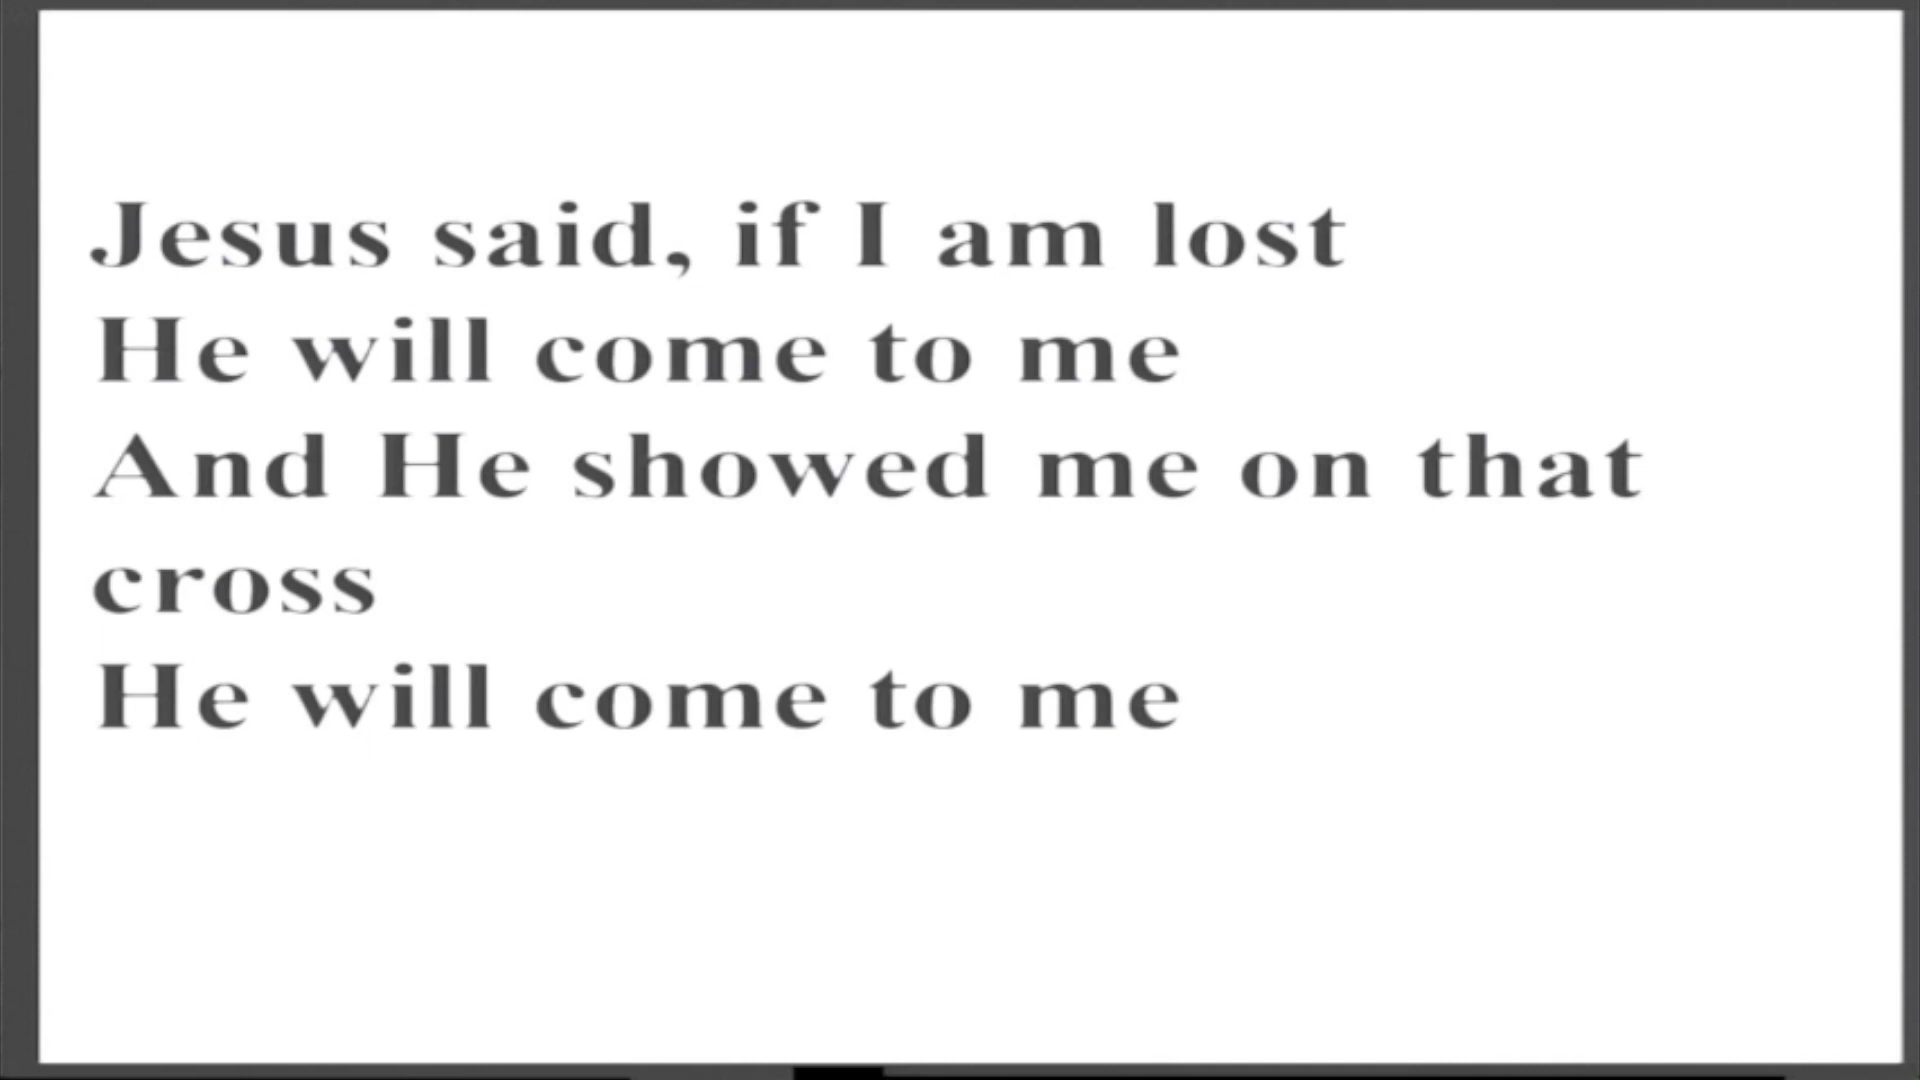 Jesus said, if I am lost
He will come to me
And He showed me on that
cross
He will come to me